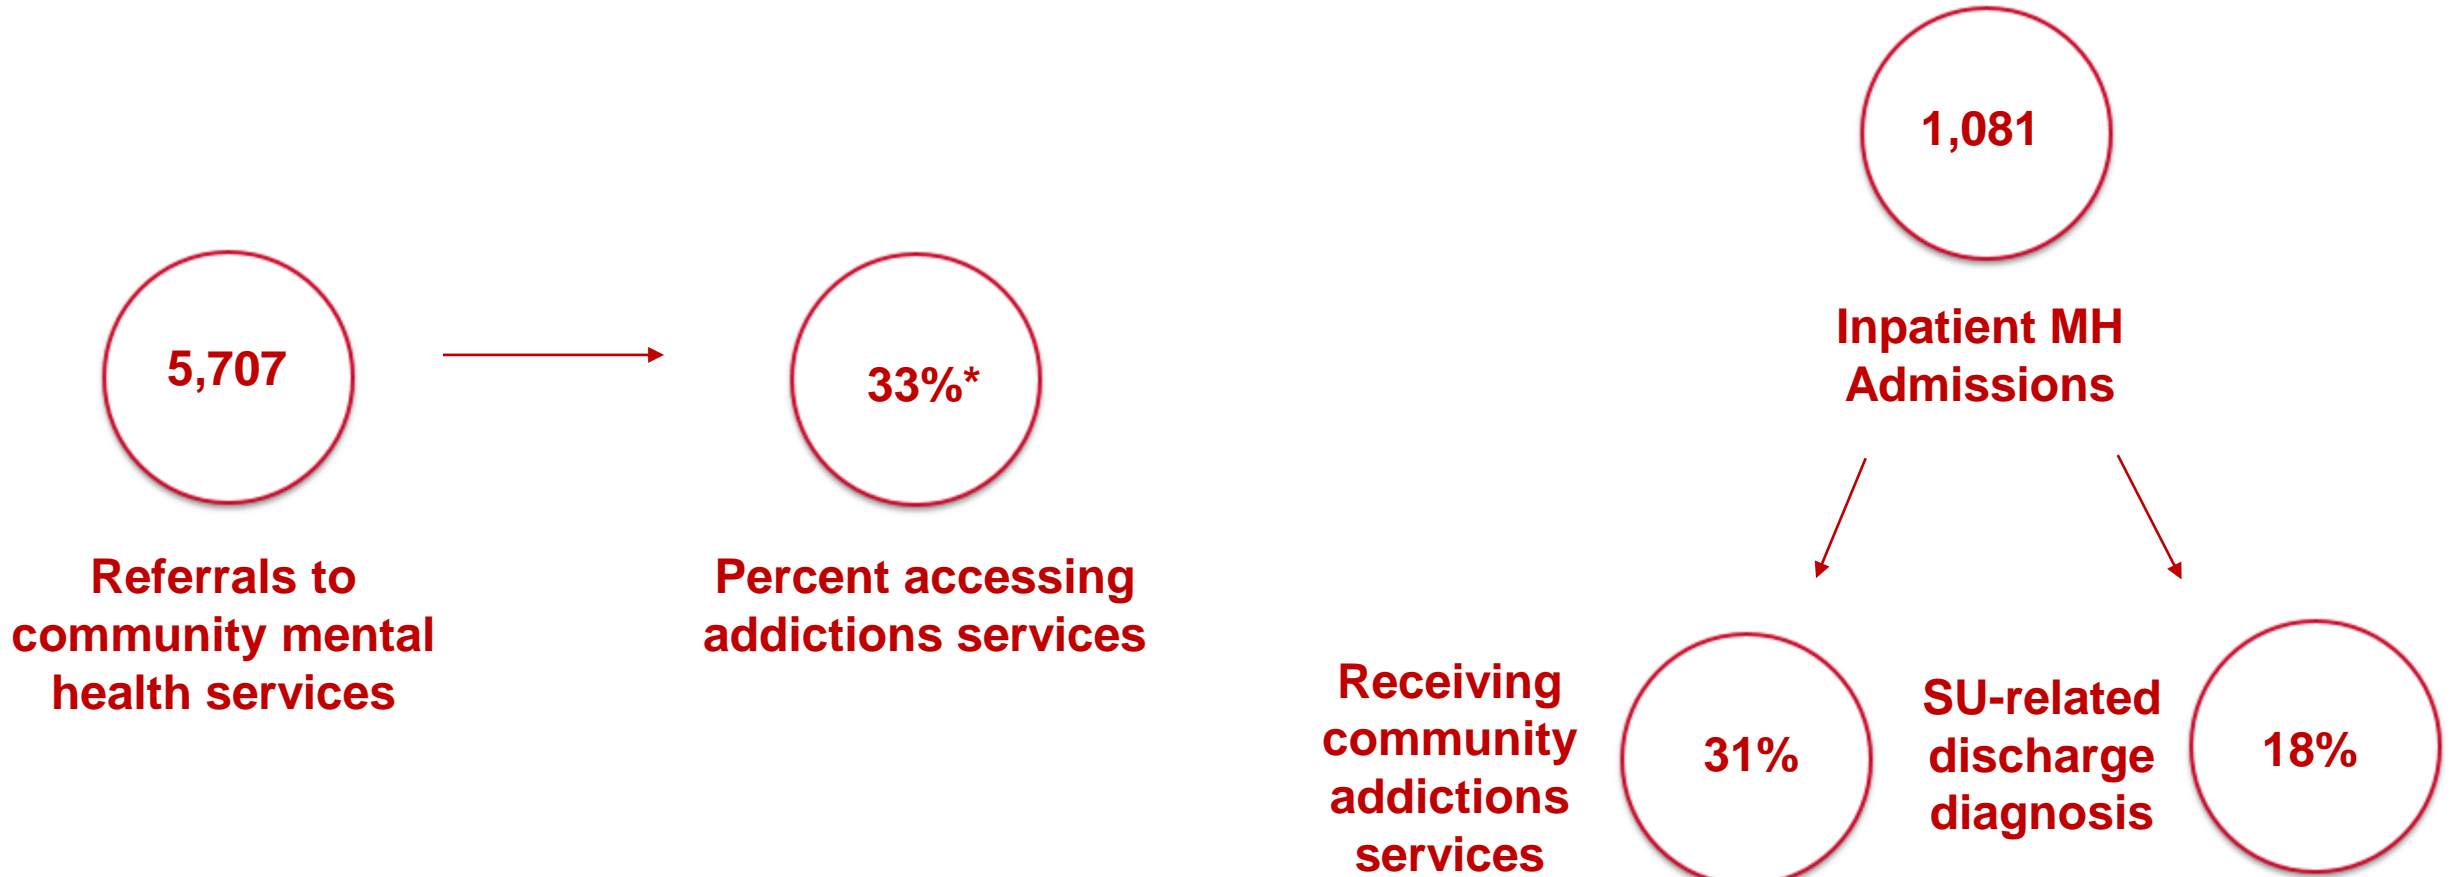 5,707
Referrals to
community mental
health services
33%*
Percent accessing
addictions services
1,081
Inpatient MH
Admissions
Receiving
community
addictions
services
31%
SU-related
discharge
diagnosis
18%